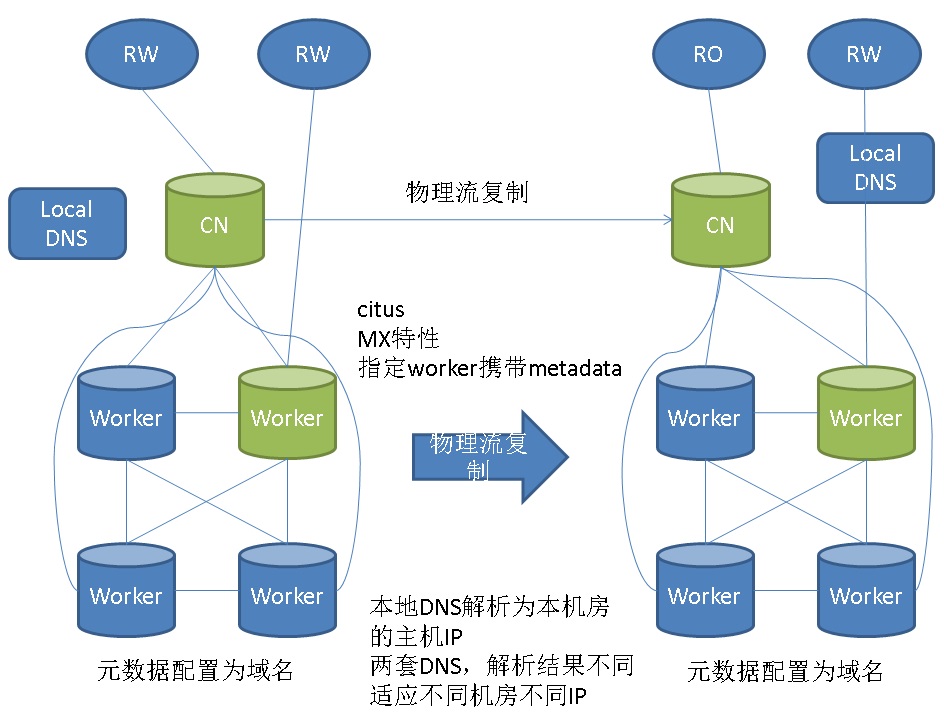 RW
RW
RO
RW
Local
DNS
Local
DNS
CN
物理流复制
CN
citus
MX特性
指定worker携带metadata
Worker
Worker
物理流复
制
Worker
Worker
Worker
Worker
Worker
Worker
本地DNS解析为本机房
的主机IP
两套DNS，解析结果不同
适应不同机房不同IP
元数据配置为域名
元数据配置为域名